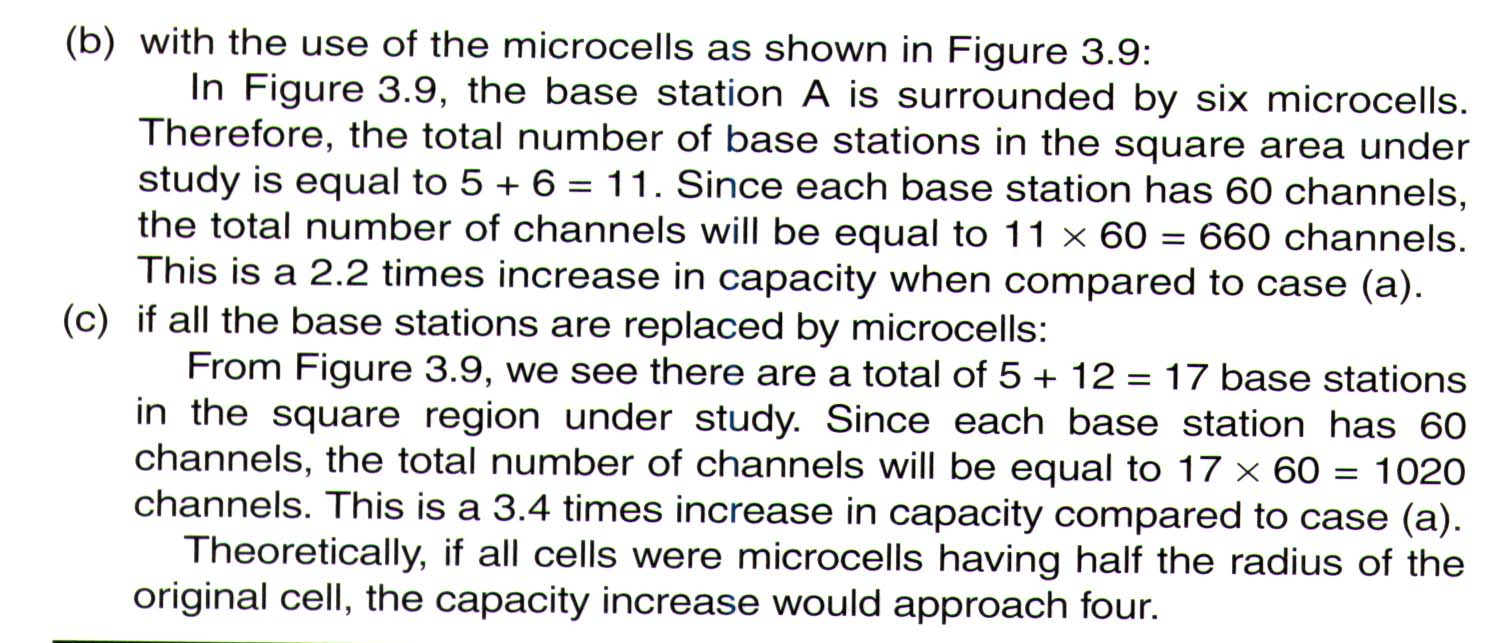 (b) with the use of the microcells as shown in Figure 3.9:
In Figure 3.9, the base station A is surrounded by six microcells.
Therefore, the total number of base stations in the square area under
study is equal to 5 + 6 = 11. Since each base station has 60 channels,
the total number of channels will be equal to 11 × 60 = 660 channels.
This is a 2.2 times increase in capacity when compared to case (a).
(c) if all the base stations are replaced by microcells:
From Figure 3.9, we see there are a total of 5 + 12 = 17 base stations
in the square region under study. Since each base station has 60
channels, the total number of channels will be equal to 17 × 60 = 1020
channels. This is a 3.4 times increase in capacity compared to case (a).
Theoretically, if all cells were microcells having half the radius of the
original cell, the capacity increase would approach four.